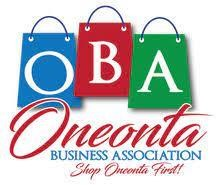 OBA
Oneonta
BUSINESS ASSOCIATION
Shop Oneonta First!